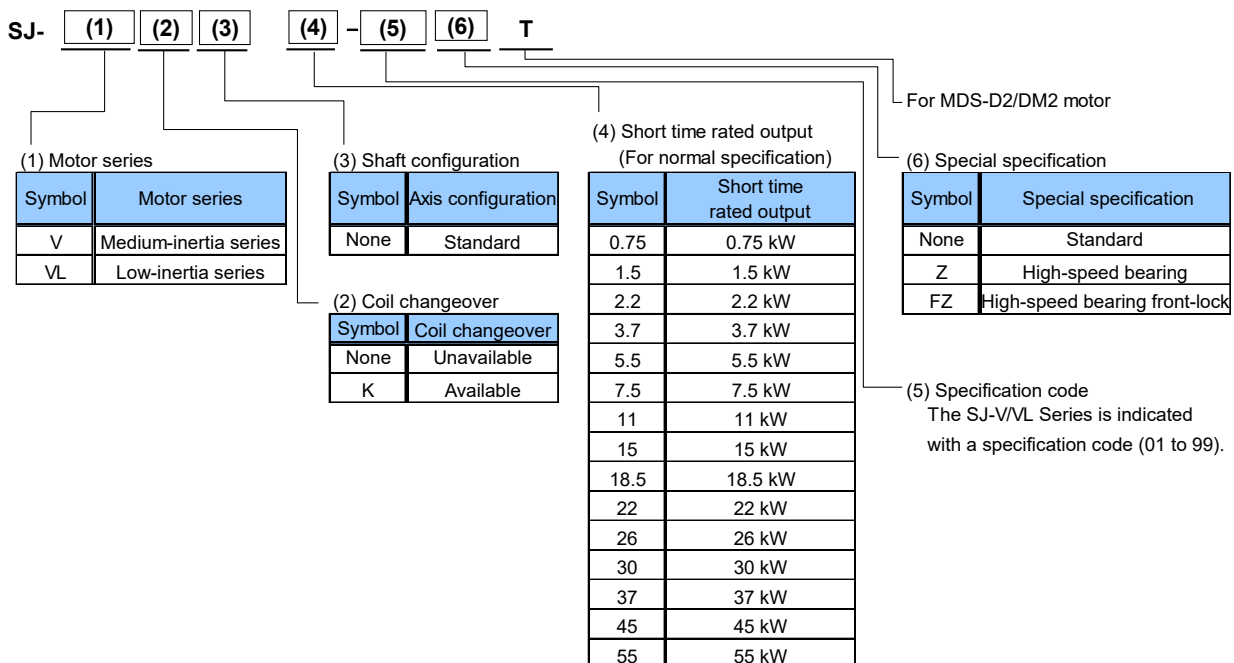 SJ- (1) (2) (3) (4) – (5) (6) T
For MDS-D2/DM2 motor
(1) Motor series
Symbol Motor series
V Medium-inertia series
VL Low-inertia series
(3) Shaft configuration
Symbol Axis configuration
None Standard
(2) Coil changeover
Symbol Coil changeover
None Unavailable
K Available
(4) Short time rated output
(For normal specification)
Symbol Short time
rated output
0.75 0.75 kW
1.5 1.5 kW
2.2 2.2 kW
3.7 3.7 kW
5.5 5.5 kW
7.5 7.5 kW
11 11 kW
15 15 kW
18.5 18.5 kW
22 22 kW
26 26 kW
30 30 kW
37 37 kW
45 45 kW
55 55 kW
(6) Special specification
Symbol Special specification
None Standard
Z High-speed bearing
FZ High-speed bearing front-lock
(5) Specification code
The SJ-V/VL Series is indicated
with a specification code (01 to 99).